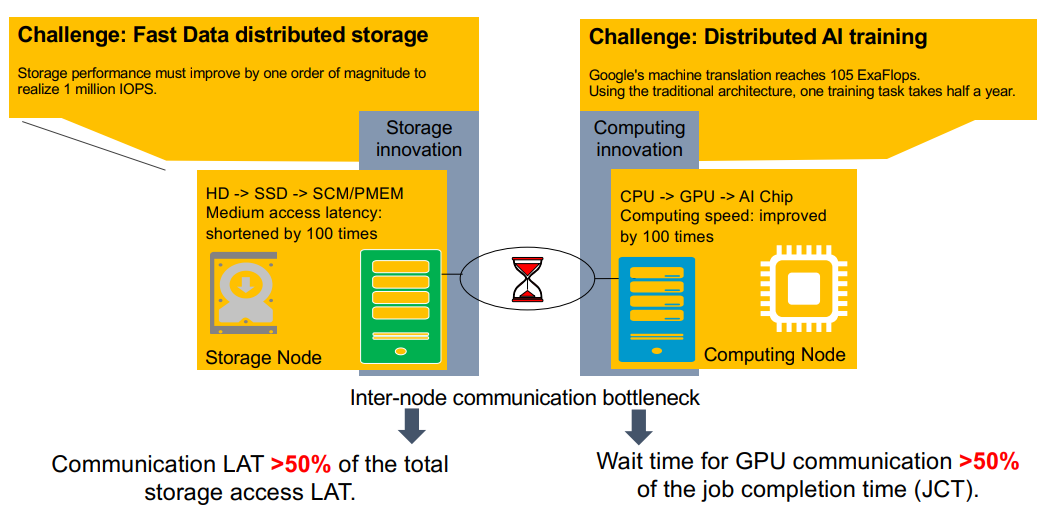 Challenge: Fast Data distributed storage
Storage performance must improve by one order of magnitude to
realize 1 million IOPS.
Storage
innovation
HD -> SSD -> SCM/PMEM
Medium access latency:
shortened by 100 times
Storage Node
Challenge: Distributed AI training
Google's machine translation reaches 105 ExaFlops.
Using the traditional architecture, one training task takes half a year.
Computing
innovation
CPU -> GPU -> AI Chip
Computing speed: improved
by 100 times
Computing Node
Inter-node communication bottleneck
Communication LAT >50% of the total
storage access LAT.
Wait time for GPU communication >50%
of the job completion time (JCT).